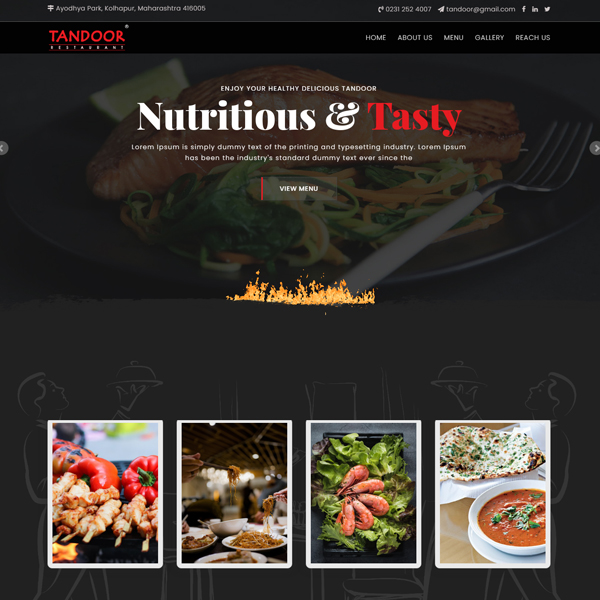 Ayodhya Park, Kolhapur, Maharashtra 416005
0231 252 4007
tandoor@gmail.com
TANDOOR®
RESTAURANT
HOME ABOUT US MENU GALLERY REACH US
ENJOY YOUR HEALTHY DELICIOUS TANDOOR
Nutritious & Tasty
Lorem Ipsum is simply dummy text of the printing and typesetting industry. Lorem Ipsum
has been the industry's standard dummy text ever since the
VIEW MENU